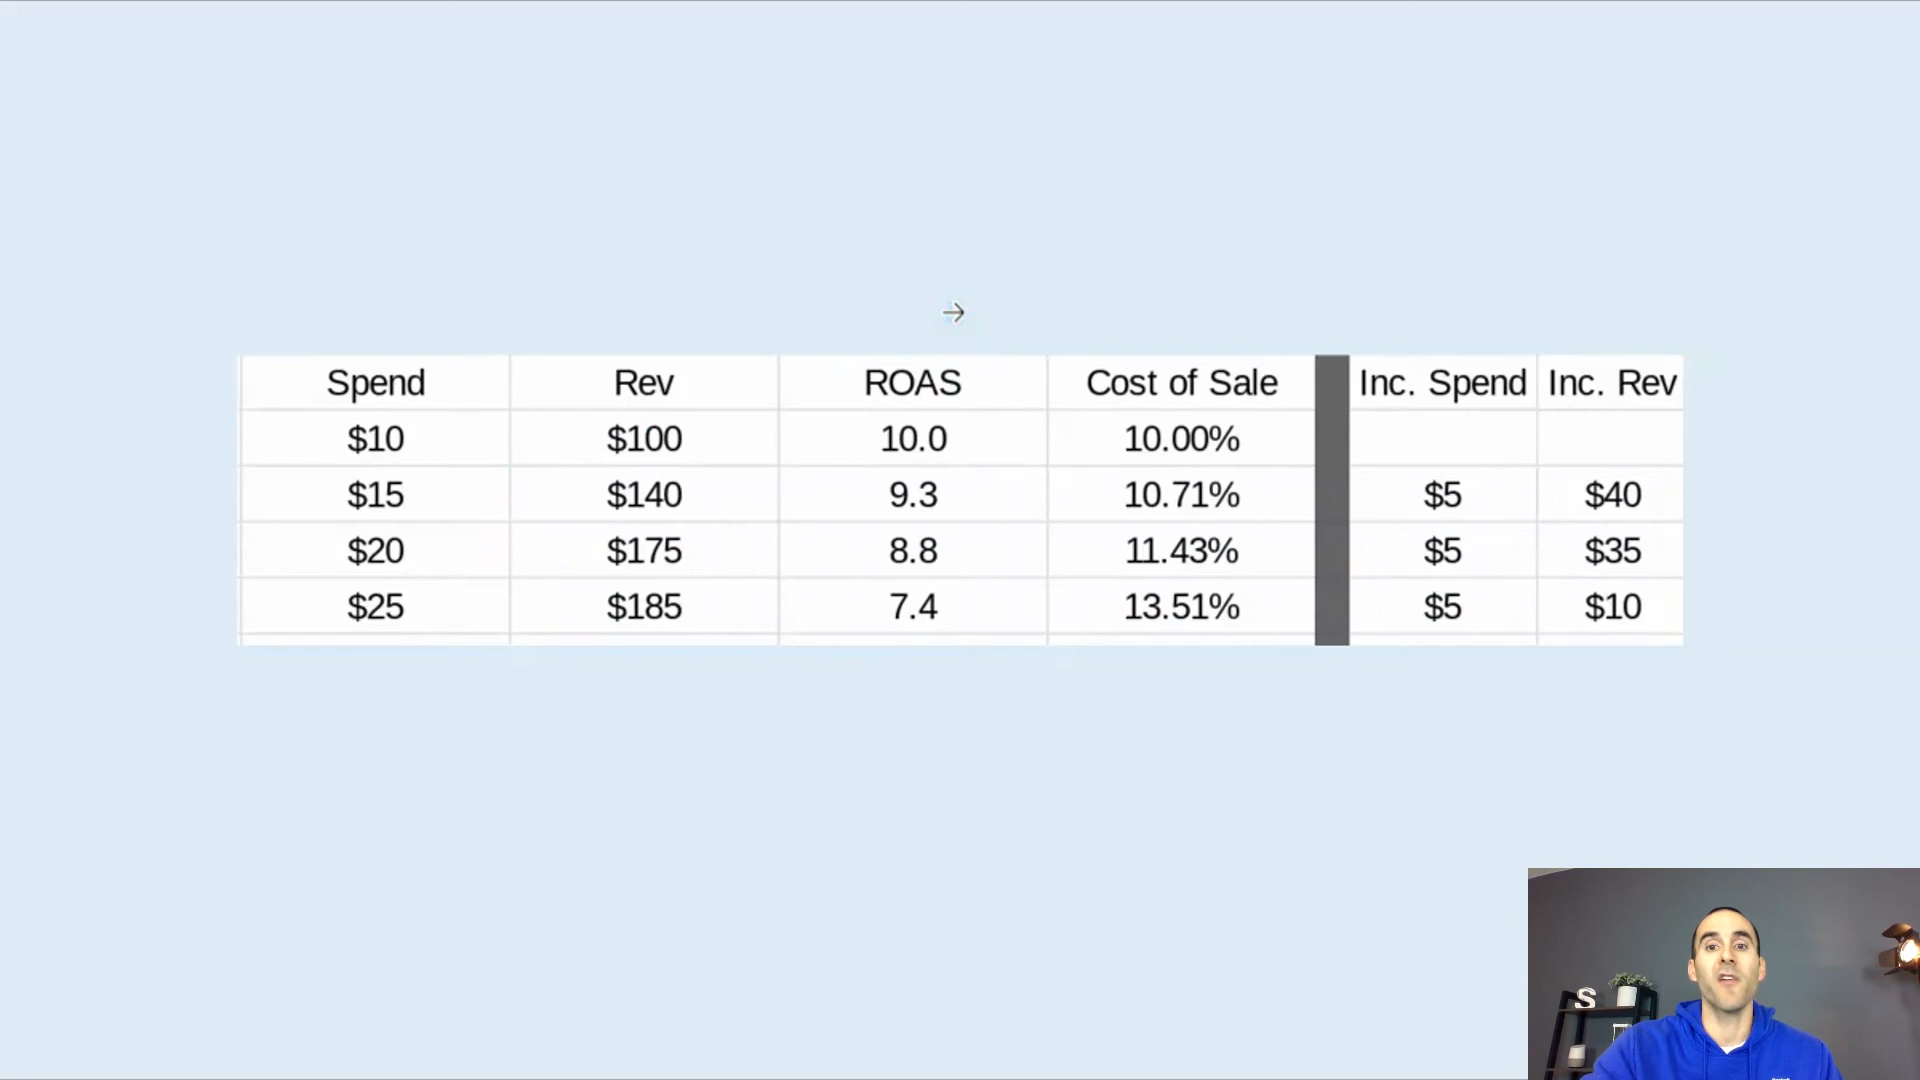 Spend Rev ROAS Cost of Sale Inc. Spend Inc. Rev
$10 $100 10.0 10.00%
$15 $140 9.3 10.71% $5 $40
$20 $175 8.8 11.43% $5 $35
$25 $185 7.4 13.51% $5 $10
S